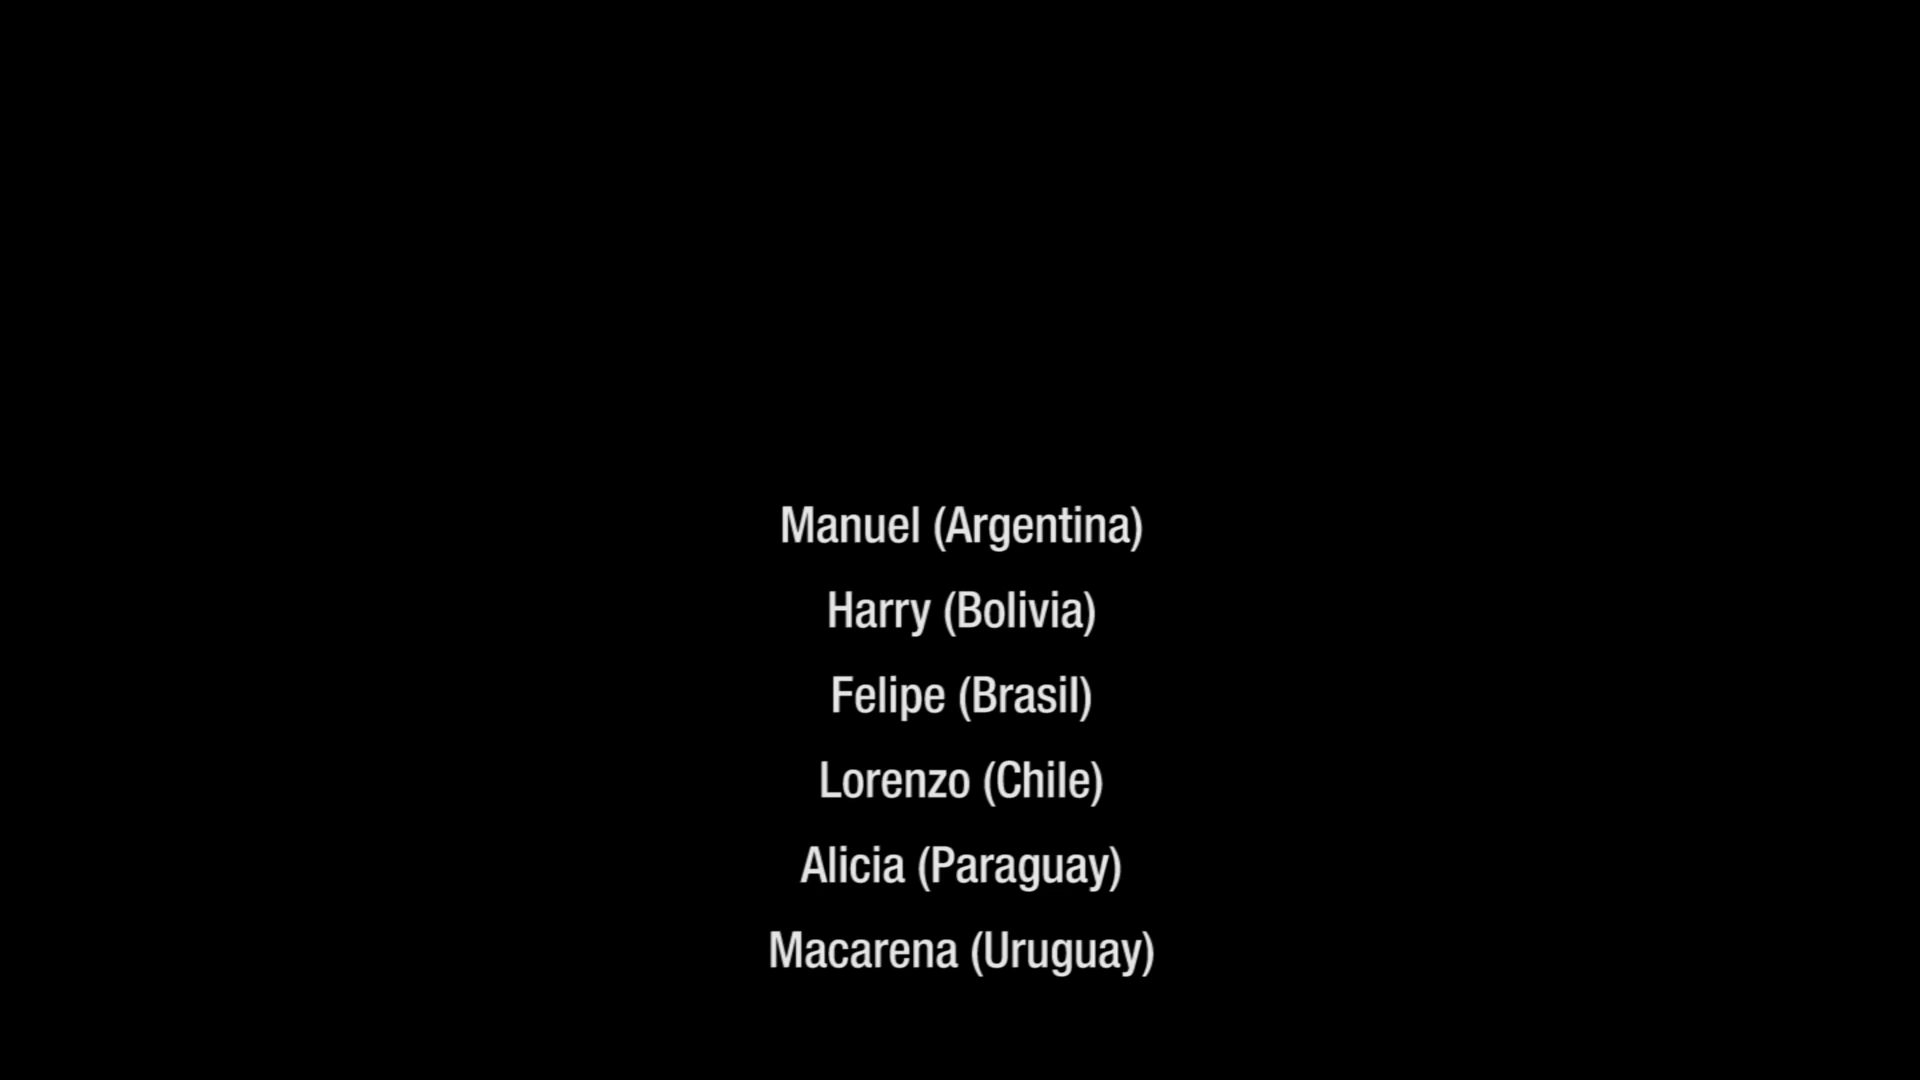 Manuel (Argentina)
Harry (Bolivia)
Felipe (Brasil)
Lorenzo (Chile)
Alicia (Paraguay)
Macarena (Uruguay)